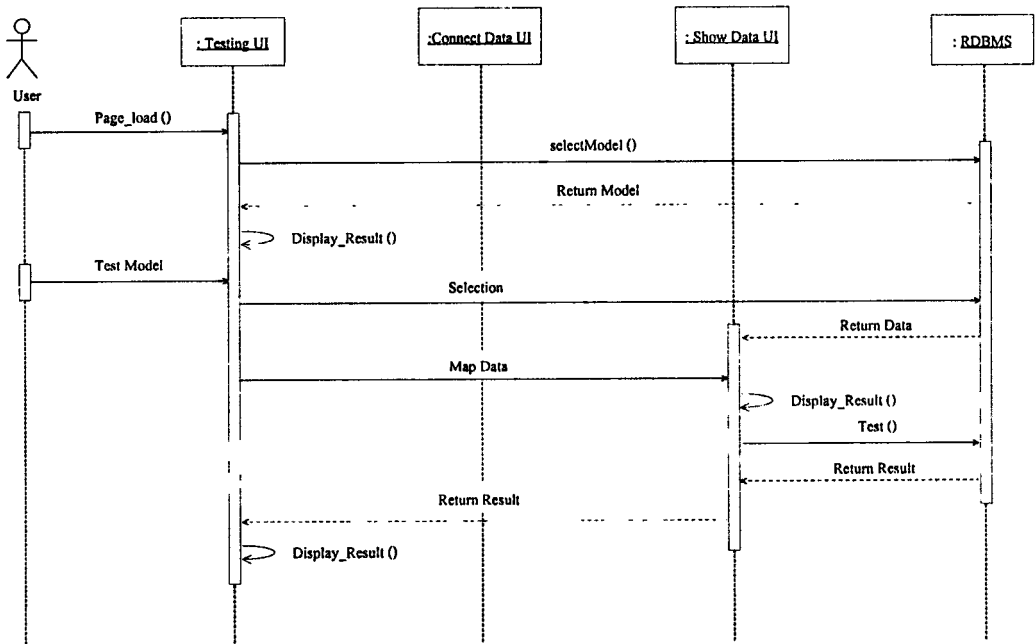 : Testing UI
:Connect Data UI
: Show Data UI
: RDBMS
User
Page_load ()
selectModel ()
Return Model
Display_Result ()
Test Model
Selection
Return Data
Map Data
Display_Result ()
Test ()
Return Result
Return Result
Display_Result ()